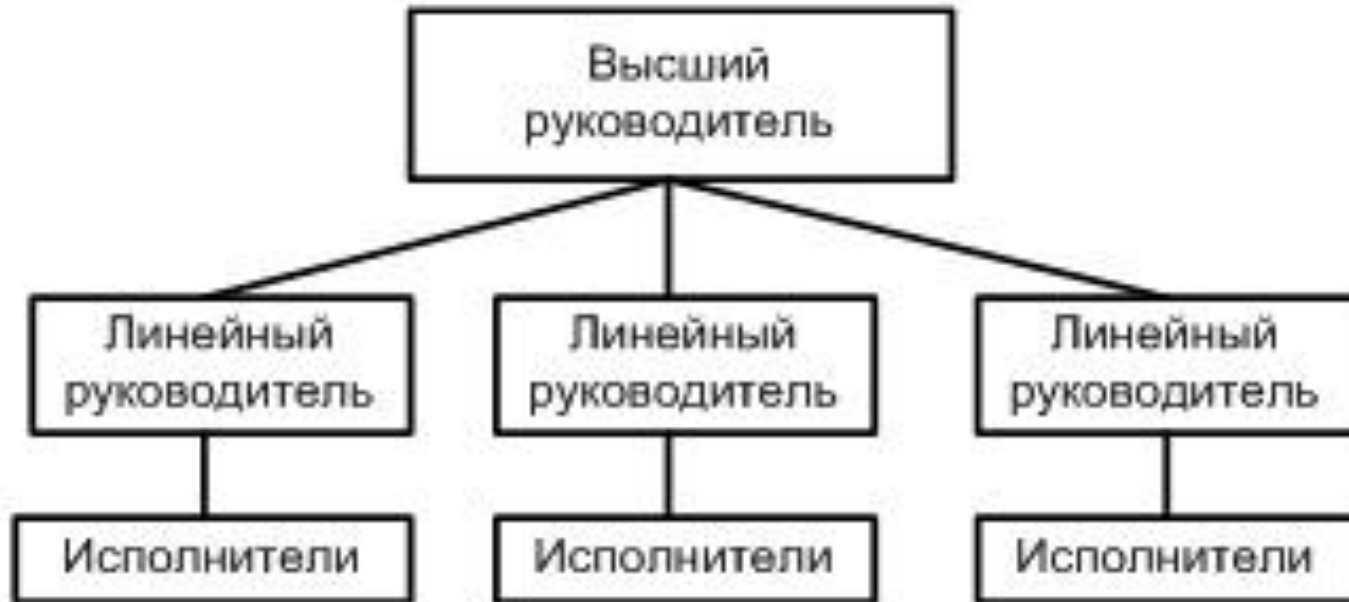 Высший
руководитель
Линейный
руководитель
Линейный
руководитель
Линейный
руководитель
Исполнители
Исполнители
Исполнители